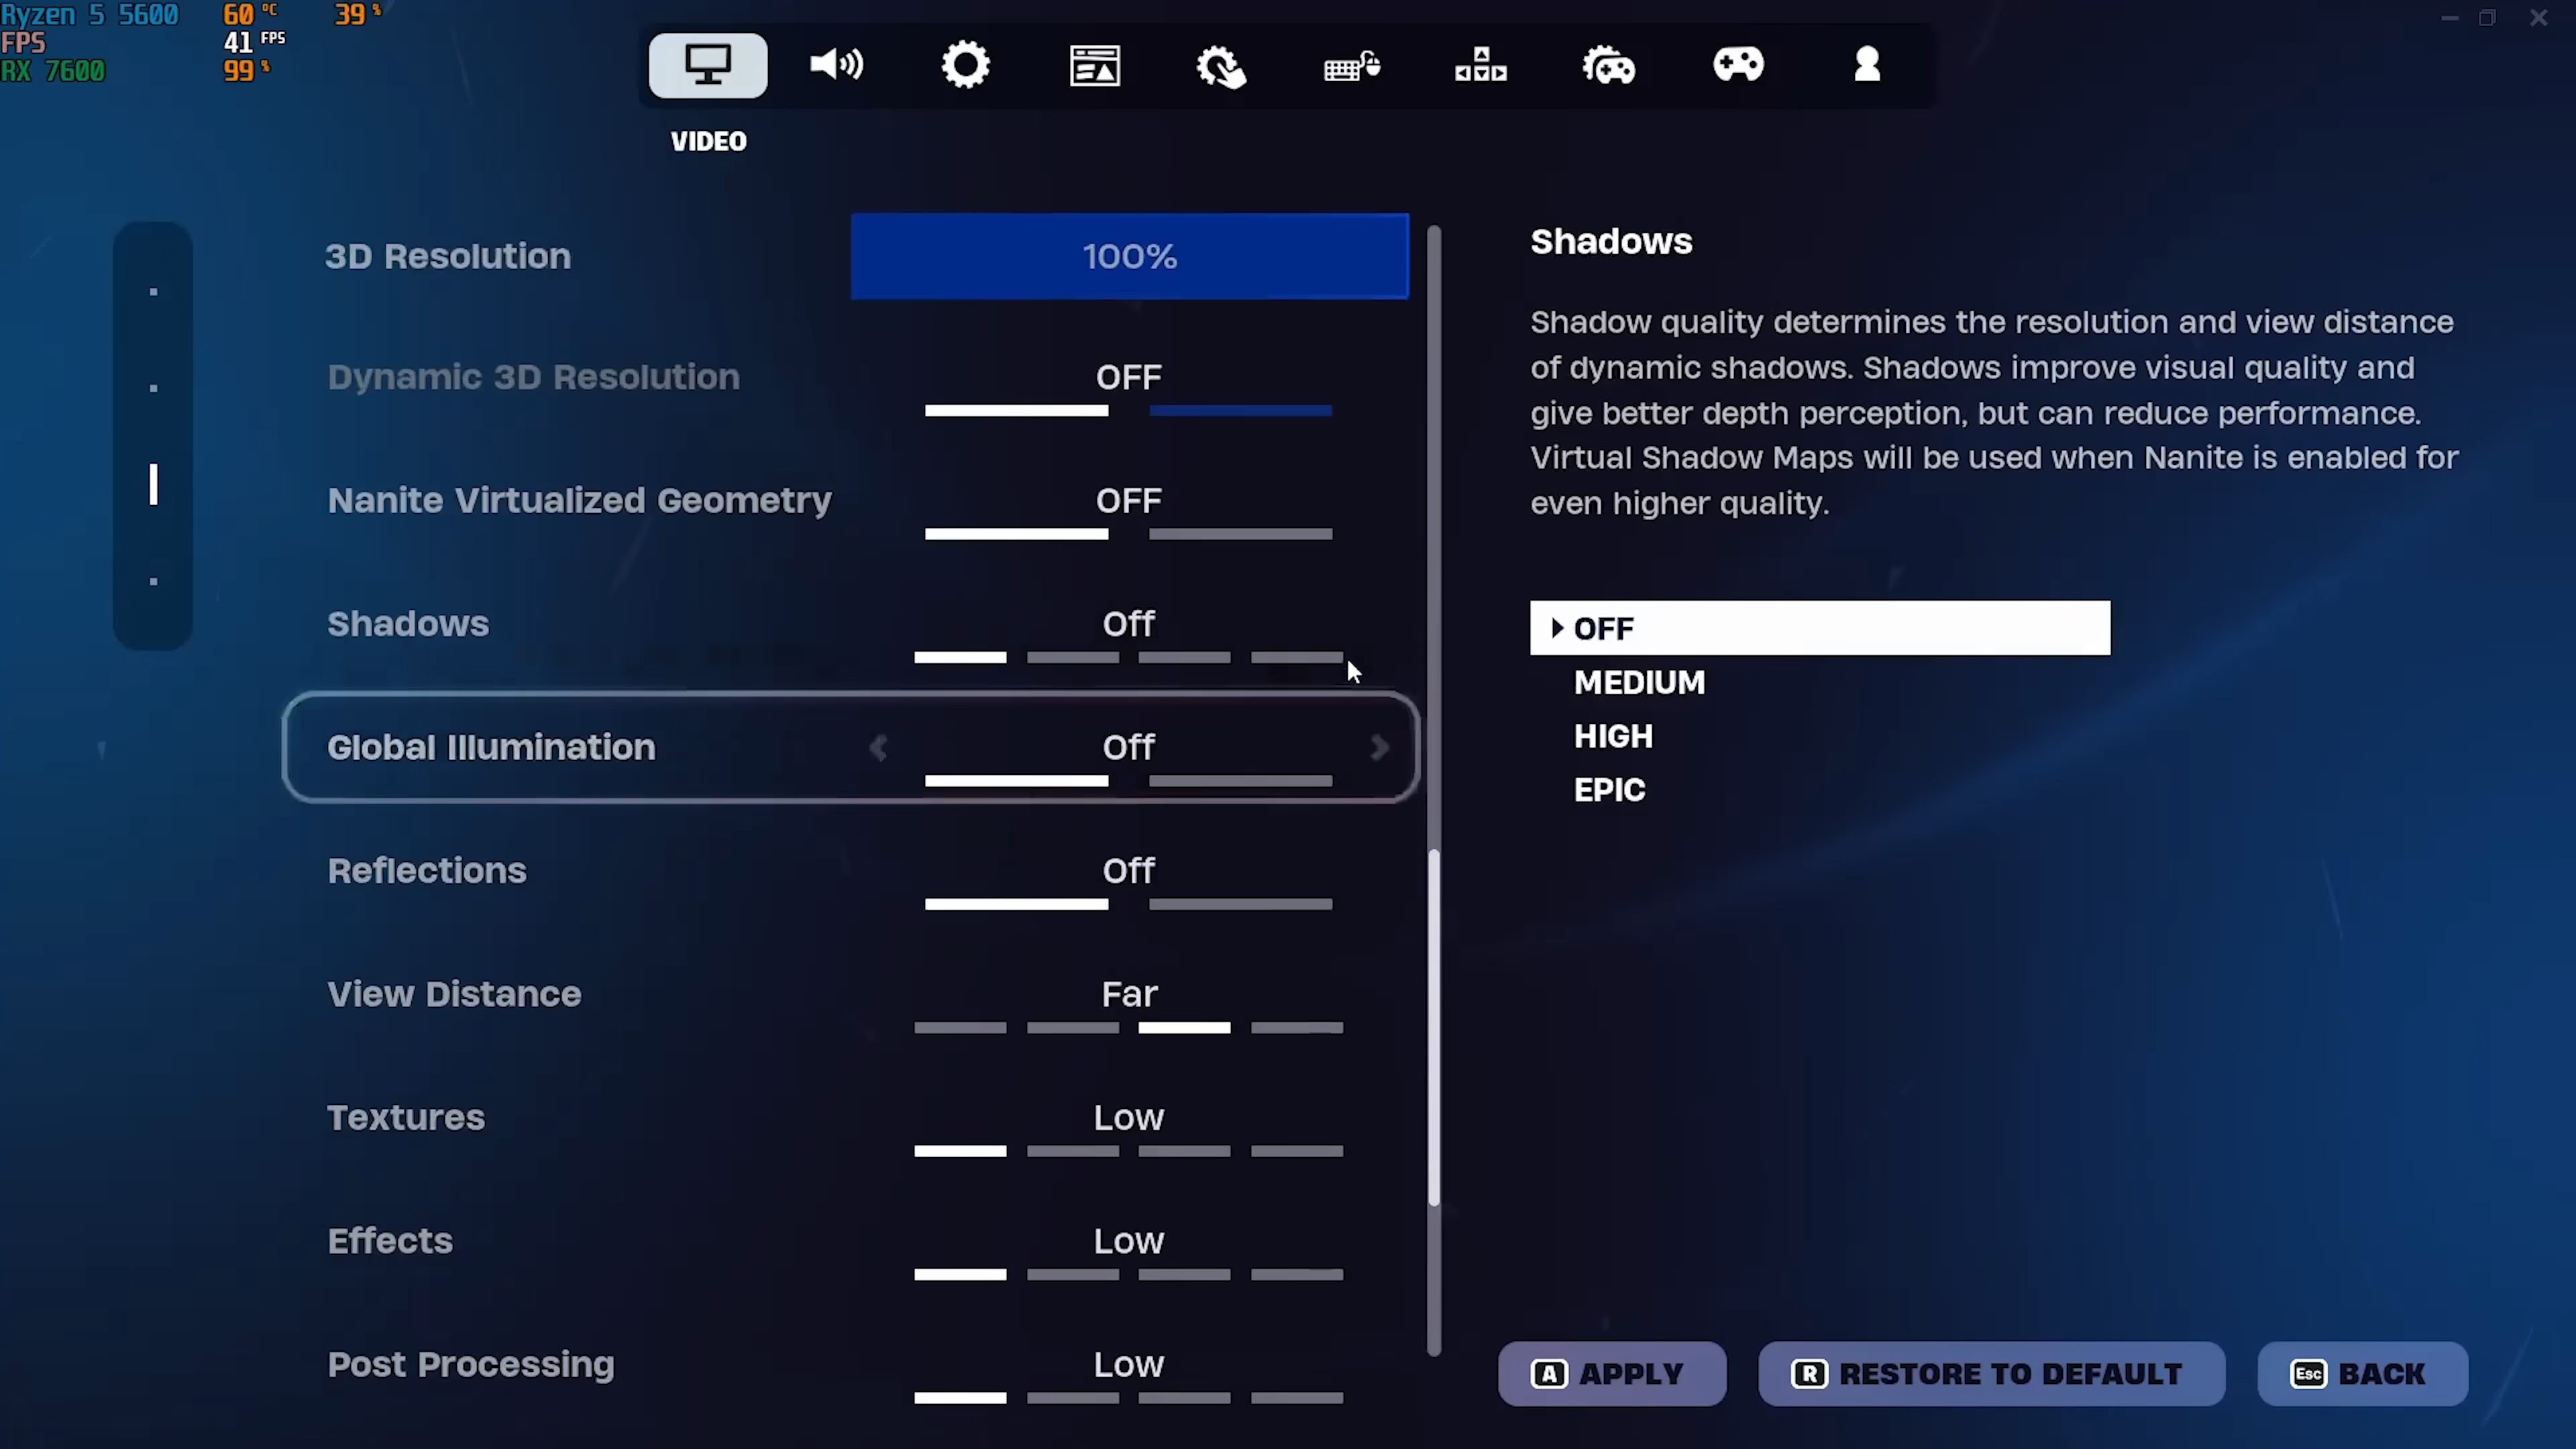 Ryzen 5 5600 60 °C 39 %
FPS 41 FPS
RX 7600 99 %
VIDEO
3D Resolution 100%
Dynamic 3D Resolution OFF
Nanite Virtualized Geometry OFF
Shadows Off
Global Illumination Off
Reflections Off
View Distance Far
Textures Low
Effects Low
Post Processing Low
Shadows
Shadow quality determines the resolution and view distance
of dynamic shadows. Shadows improve visual quality and
give better depth perception, but can reduce performance.
Virtual Shadow Maps will be used when Nanite is enabled for
even higher quality.
OFF
MEDIUM
HIGH
EPIC
A APPLY
R RESTORE TO DEFAULT
Esc BACK